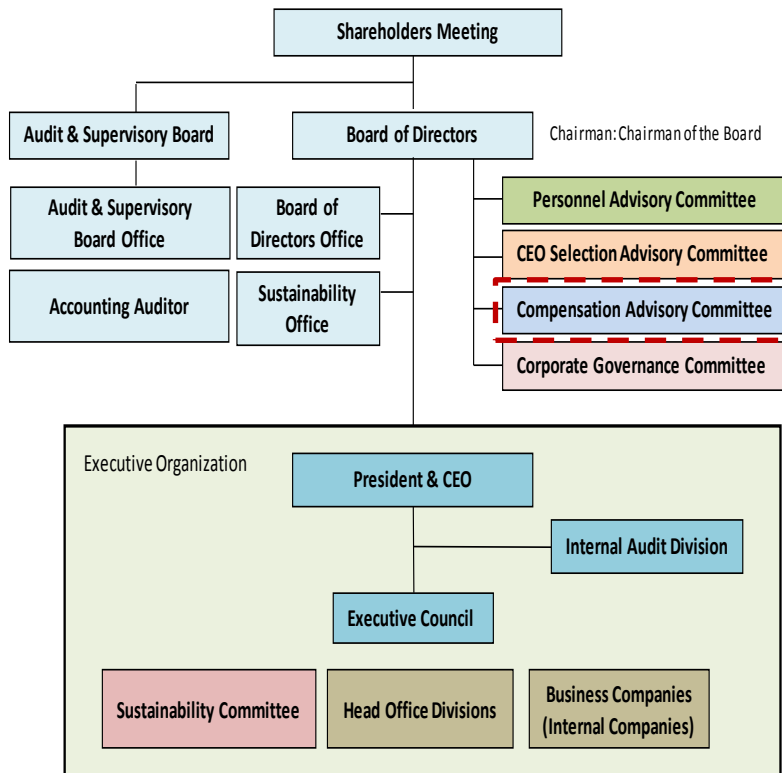 Shareholders Meeting
Audit & Supervisory Board
Board of Directors
Chairman: Chairman of the Board
Audit & Supervisory
Board Office
Board of
Directors Office
Personnel Advisory Committee
CEO Selection Advisory Committee
Accounting Auditor
Sustainability
Office
Compensation Advisory Committee
Corporate Governance Committee
Executive Organization
President & CEO
Internal Audit Division
Executive Council
Sustainability Committee
Head Office Divisions
Business Companies
(Internal Companies)